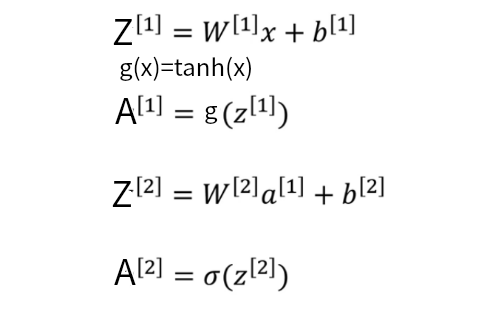 Z[1] = W[1]x + b[1]
g(x)=tanh(x)
A[1] = g(z[1])
Z[2] = W[2]a[1] + b[2]
A[2] = σ(z[2])